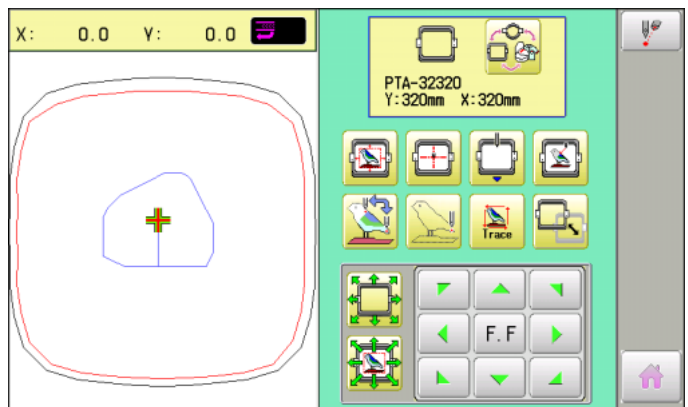 X: 0.0 Y: 0.0
PTA-32320
Y:320mm X:320mm
Trace
F.F